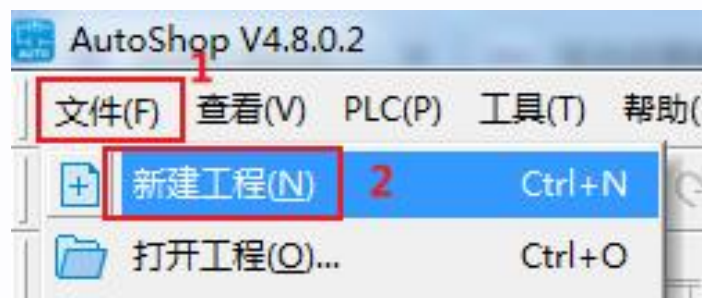 AutoShop V4.8.0.2
1
文件(F) 查看(V) PLC(P) 工具(T) 帮助(
新建工程(N) 2 Ctrl+N
打开工程(O)... Ctrl+O